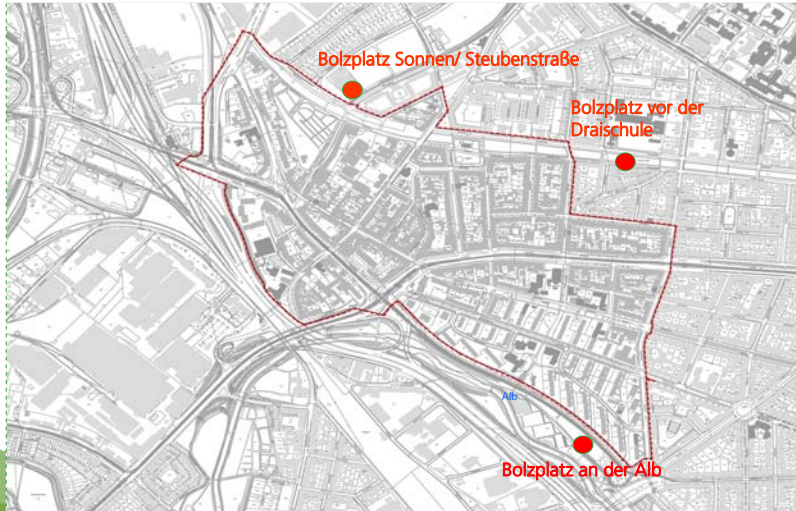 Bolzplatz Sonnen/ Steubenstraße
Bolzplatz vor der
Draischule
Alb
Bolzplatz an der Alb